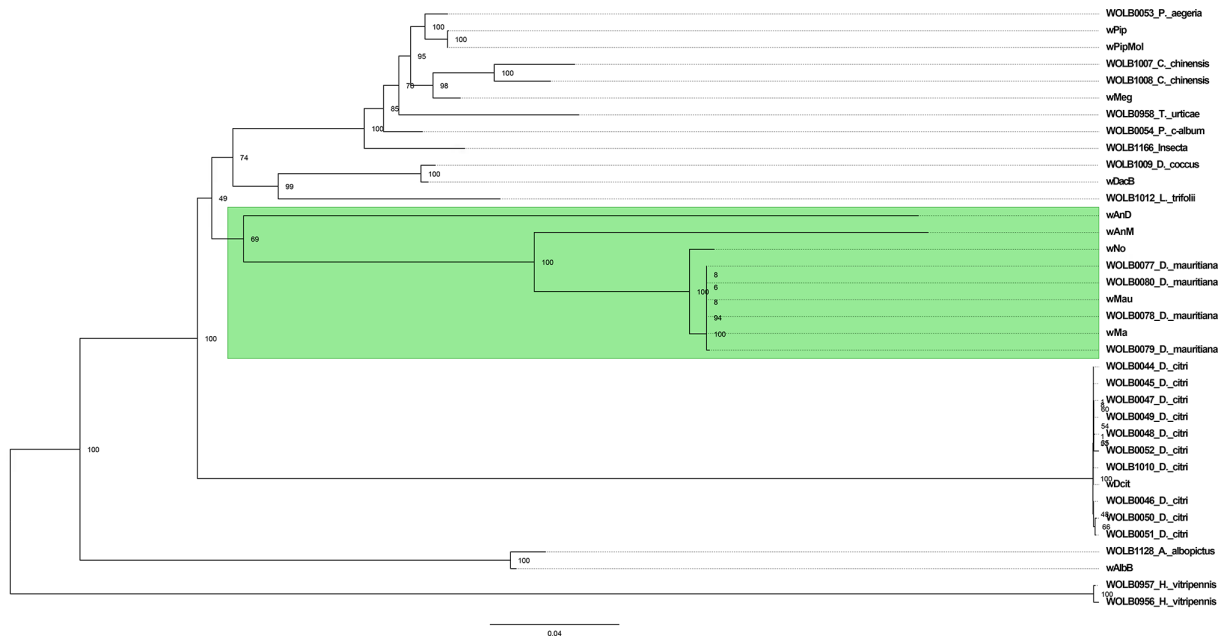 WOLB0053_P._aegeria
100
wPip
100
wPipMol
95
WOLB1007_C._chinensis
100
WOLB1008_C._chinensis
98
wMeg
85
WOLB0958_T._urticae
100
WOLB0054_P._c-album
WOLB1166_Insecta
74
WOLB1009_D._coccus
100
wDacB
99
WOLB1012_L._trifolii
49
wAnD
wAnM
69
wNo
100
WOLB0077_D._mauritiana
8
WOLB0080_D._mauritiana
6
100
wMau
8
WOLB0078_D._mauritiana
94
wMa
100
100
WOLB0079_D._mauritiana
WOLB0044_D._citri
WOLB0045_D._citri
WOLB0047_D._citri
60
WOLB0049_D._citri
54
WOLB0048_D._citri
WOLB0052_D._citri
100
WOLB1010_D._citri
100
wDcit
WOLB0046_D._citri
48
WOLB0050_D._citri
66
WOLB0051_D._citri
WOLB1128_A._albopictus
100
wAlbB
WOLB0957_H._vitripennis
100
WOLB0956_H._vitripennis
0.04